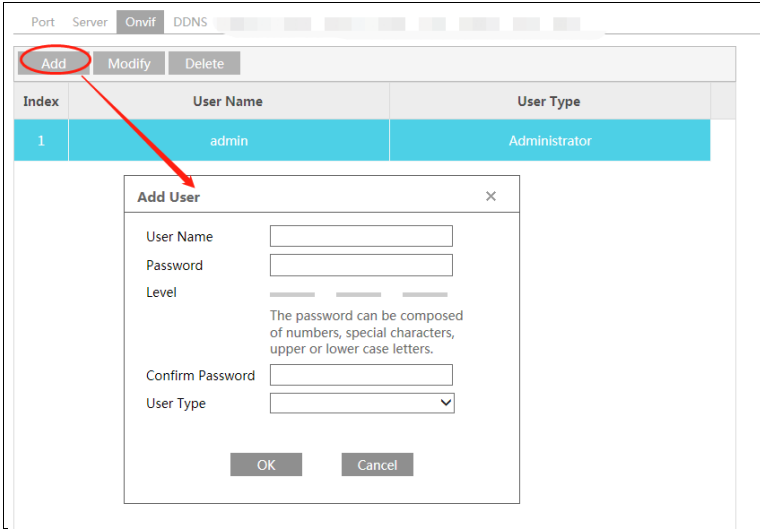 Port Server Onvif DDNS
Add Modify Delete
Index User Name User Type
1 admin Administrator
Add User ×
User Name
Password
Level
The password can be composed
of numbers, special characters,
upper or lower case letters.
Confirm Password
User Type
OK Cancel